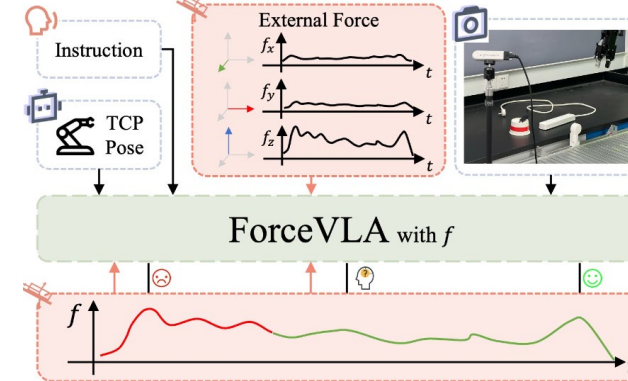 External Force
Instruction
fx
t
fy
t
TCP
Pose
fz
t
ForceVLA with f
?
f